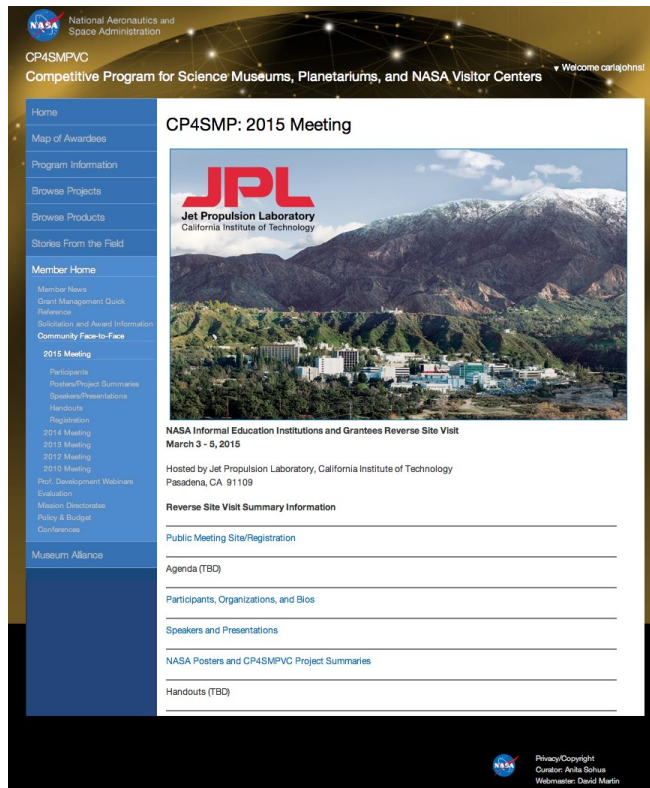 NASA
National Aeronautics and
Space Administration
CP4SMPVC
Competitive Program for Science Museums, Planetariums, and NASA Visitor Centers
▼ Welcome carlajohns!
Home
Map of Awardees
Program Information
Browse Projects
Browse Products
Stories From the Field
Member Home
Member News
Grant Management Quick
Reference
Solicitation and Award Information
Community Face-to-Face
2015 Meeting
Participants
Posters/Project Summaries
Speakers/Presentations
Handouts
Registration
2014 Meeting
2013 Meeting
2012 Meeting
2010 Meeting
Prof. Development Webinars
Evaluation
Mission Directorates
Policy & Budget
Conferences
Museum Alliance
CP4SMP: 2015 Meeting
JPL
Jet Propulsion Laboratory
California Institute of Technology
NASA Informal Education Institutions and Grantees Reverse Site Visit
March 3 - 5, 2015
Hosted by Jet Propulsion Laboratory, California Institute of Technology
Pasadena, CA 91109
Reverse Site Visit Summary Information
Public Meeting Site/Registration
Agenda (TBD)
Participants, Organizations, and Bios
Speakers and Presentations
NASA Posters and CP4SMPVC Project Summaries
Handouts (TBD)
NASA
Privacy/Copyright
Curator: Anita Sohus
Webmaster: David Martin